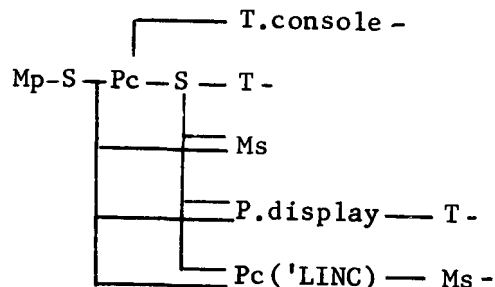 T.console -
Mp-S-Pc-S-T-
Ms
P.display-T-
Pc('LINC)-Ms-